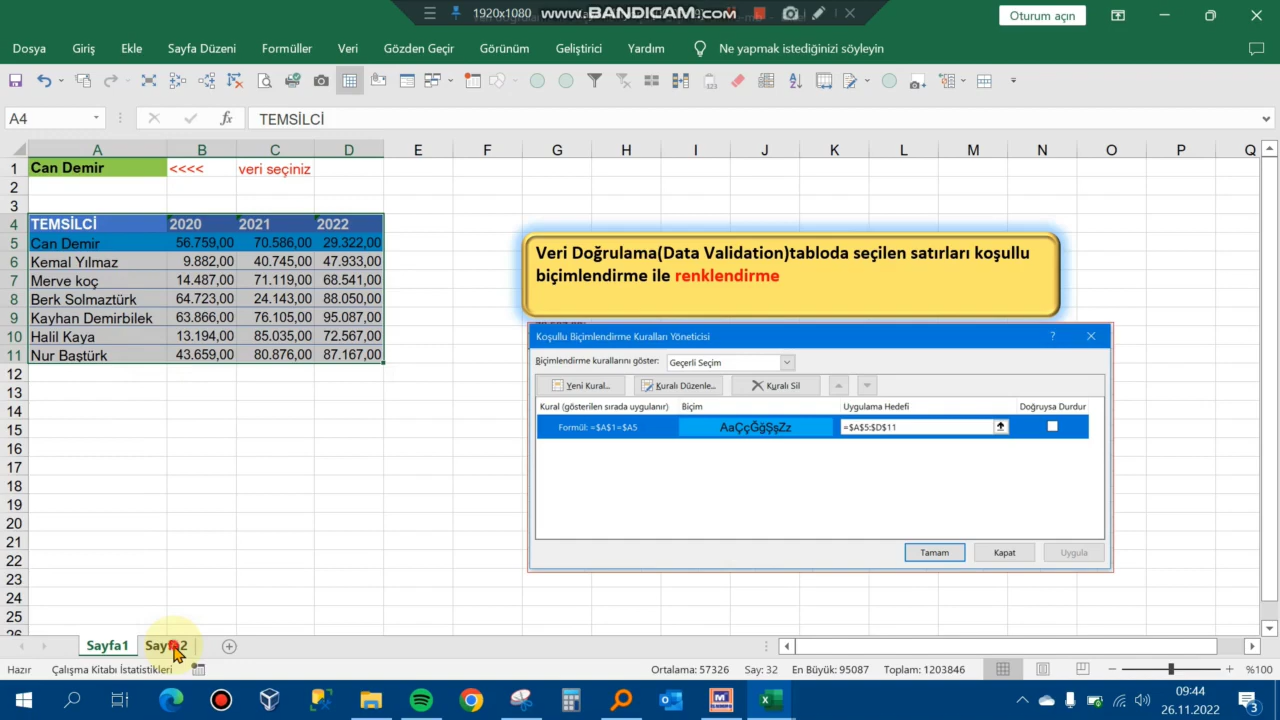 1920x1080 www.BANDICAM.com
Oturum açın
Dosya Giriş Ekle Sayfa Düzeni Formüller Veri Gözden Geçir Görünüm Geliştirici Yardım Ne yapmak istediğinizi söyleyin
A4 fx TEMSİLCİ
A B C D E F G H I J K L M N O P Q
1 Can Demir <<<< veri seçiniz
2
3
4 TEMSİLCİ 2020 2021 2022
5 Can Demir 56.759,00 70.586,00 29.322,00
6 Kemal Yılmaz 9.882,00 40.745,00 47.933,00
7 Merve koç 14.487,00 71.119,00 68.541,00
8 Berk Solmaztürk 64.723,00 24.143,00 88.050,00
9 Kayhan Demirbilek 63.866,00 76.105,00 95.087,00
10 Halil Kaya 13.194,00 85.035,00 72.567,00
11 Nur Baştürk 43.659,00 80.876,00 87.167,00
12
13
14
15
16
17
18
19
20
21
22
23
24
25
26
Veri Doğrulama(Data Validation)tabloda seçilen satırları koşullu
biçimlendirme ile renklendirme
Koşullu Biçimlendirme Kuralları Yöneticisi ?
Biçimlendirme kurallarını göster: Geçerli Seçim
Yeni Kural... Kuralı Düzenle... Kuralı Sil
Kural (gösterilen sırada uygulanır) Biçim Uygulama Hedefi Doğruysa Durdur
Formül: =$A$1=$A5 AaÇçĞğŞşZz =$A$5:$D$11
Tamam Kapat Uygula
Sayfa1 Sayfa2
Hazır Çalışma Kitabı İstatistikleri Ortalama: 57326 Say: 32 En Büyük: 95087 Toplam: 1203846 %100
09:44
26.11.2022
3